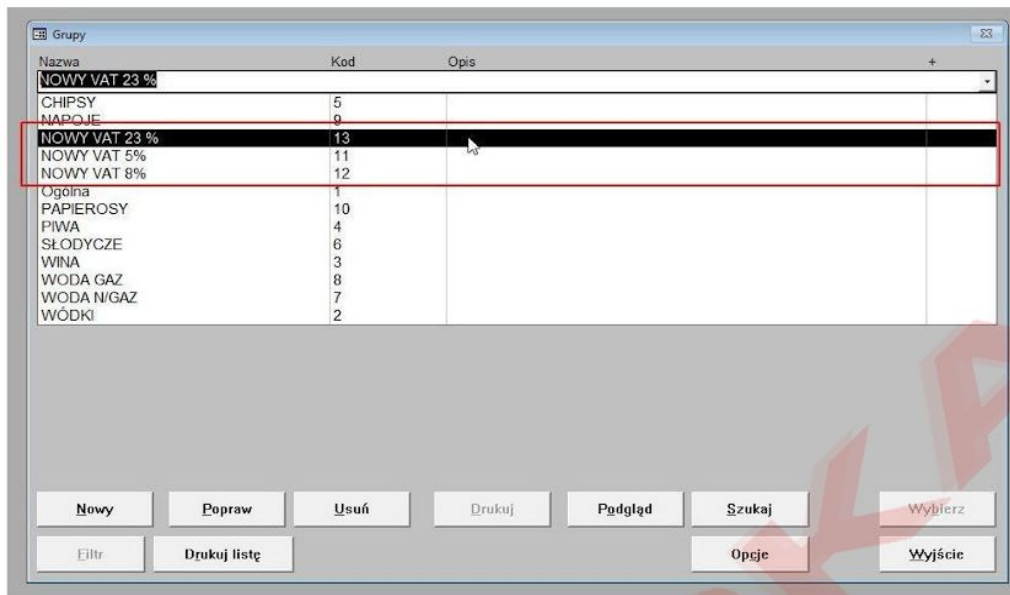 Grupy
Nazwa Kod Opis +
NOWY VAT 23 %
CHIPSY 5
NAPOJE 9
NOWY VAT 23 % 13
NOWY VAT 5% 11
NOWY VAT 8% 12
Ogólna 1
PAPIEROSY 10
PIWA 4
SŁODYCZE 6
WINA 3
WODA GAZ 8
WODA N/GAZ 7
WÓDKI 2
Nowy Popraw Usuń Drukuj Podgląd Szukaj Wybierz
Filtr Drukuj listę Opcje Wyjście